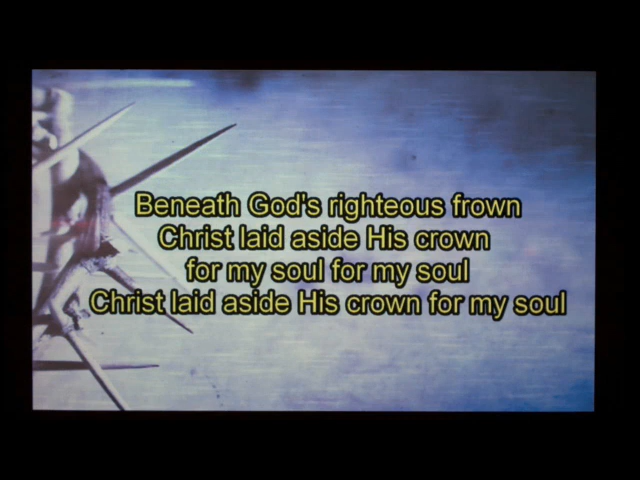 Beneath God's righteous frown
Christ laid aside His crown
for my soul for my soul
Christ laid aside His crown for my soul